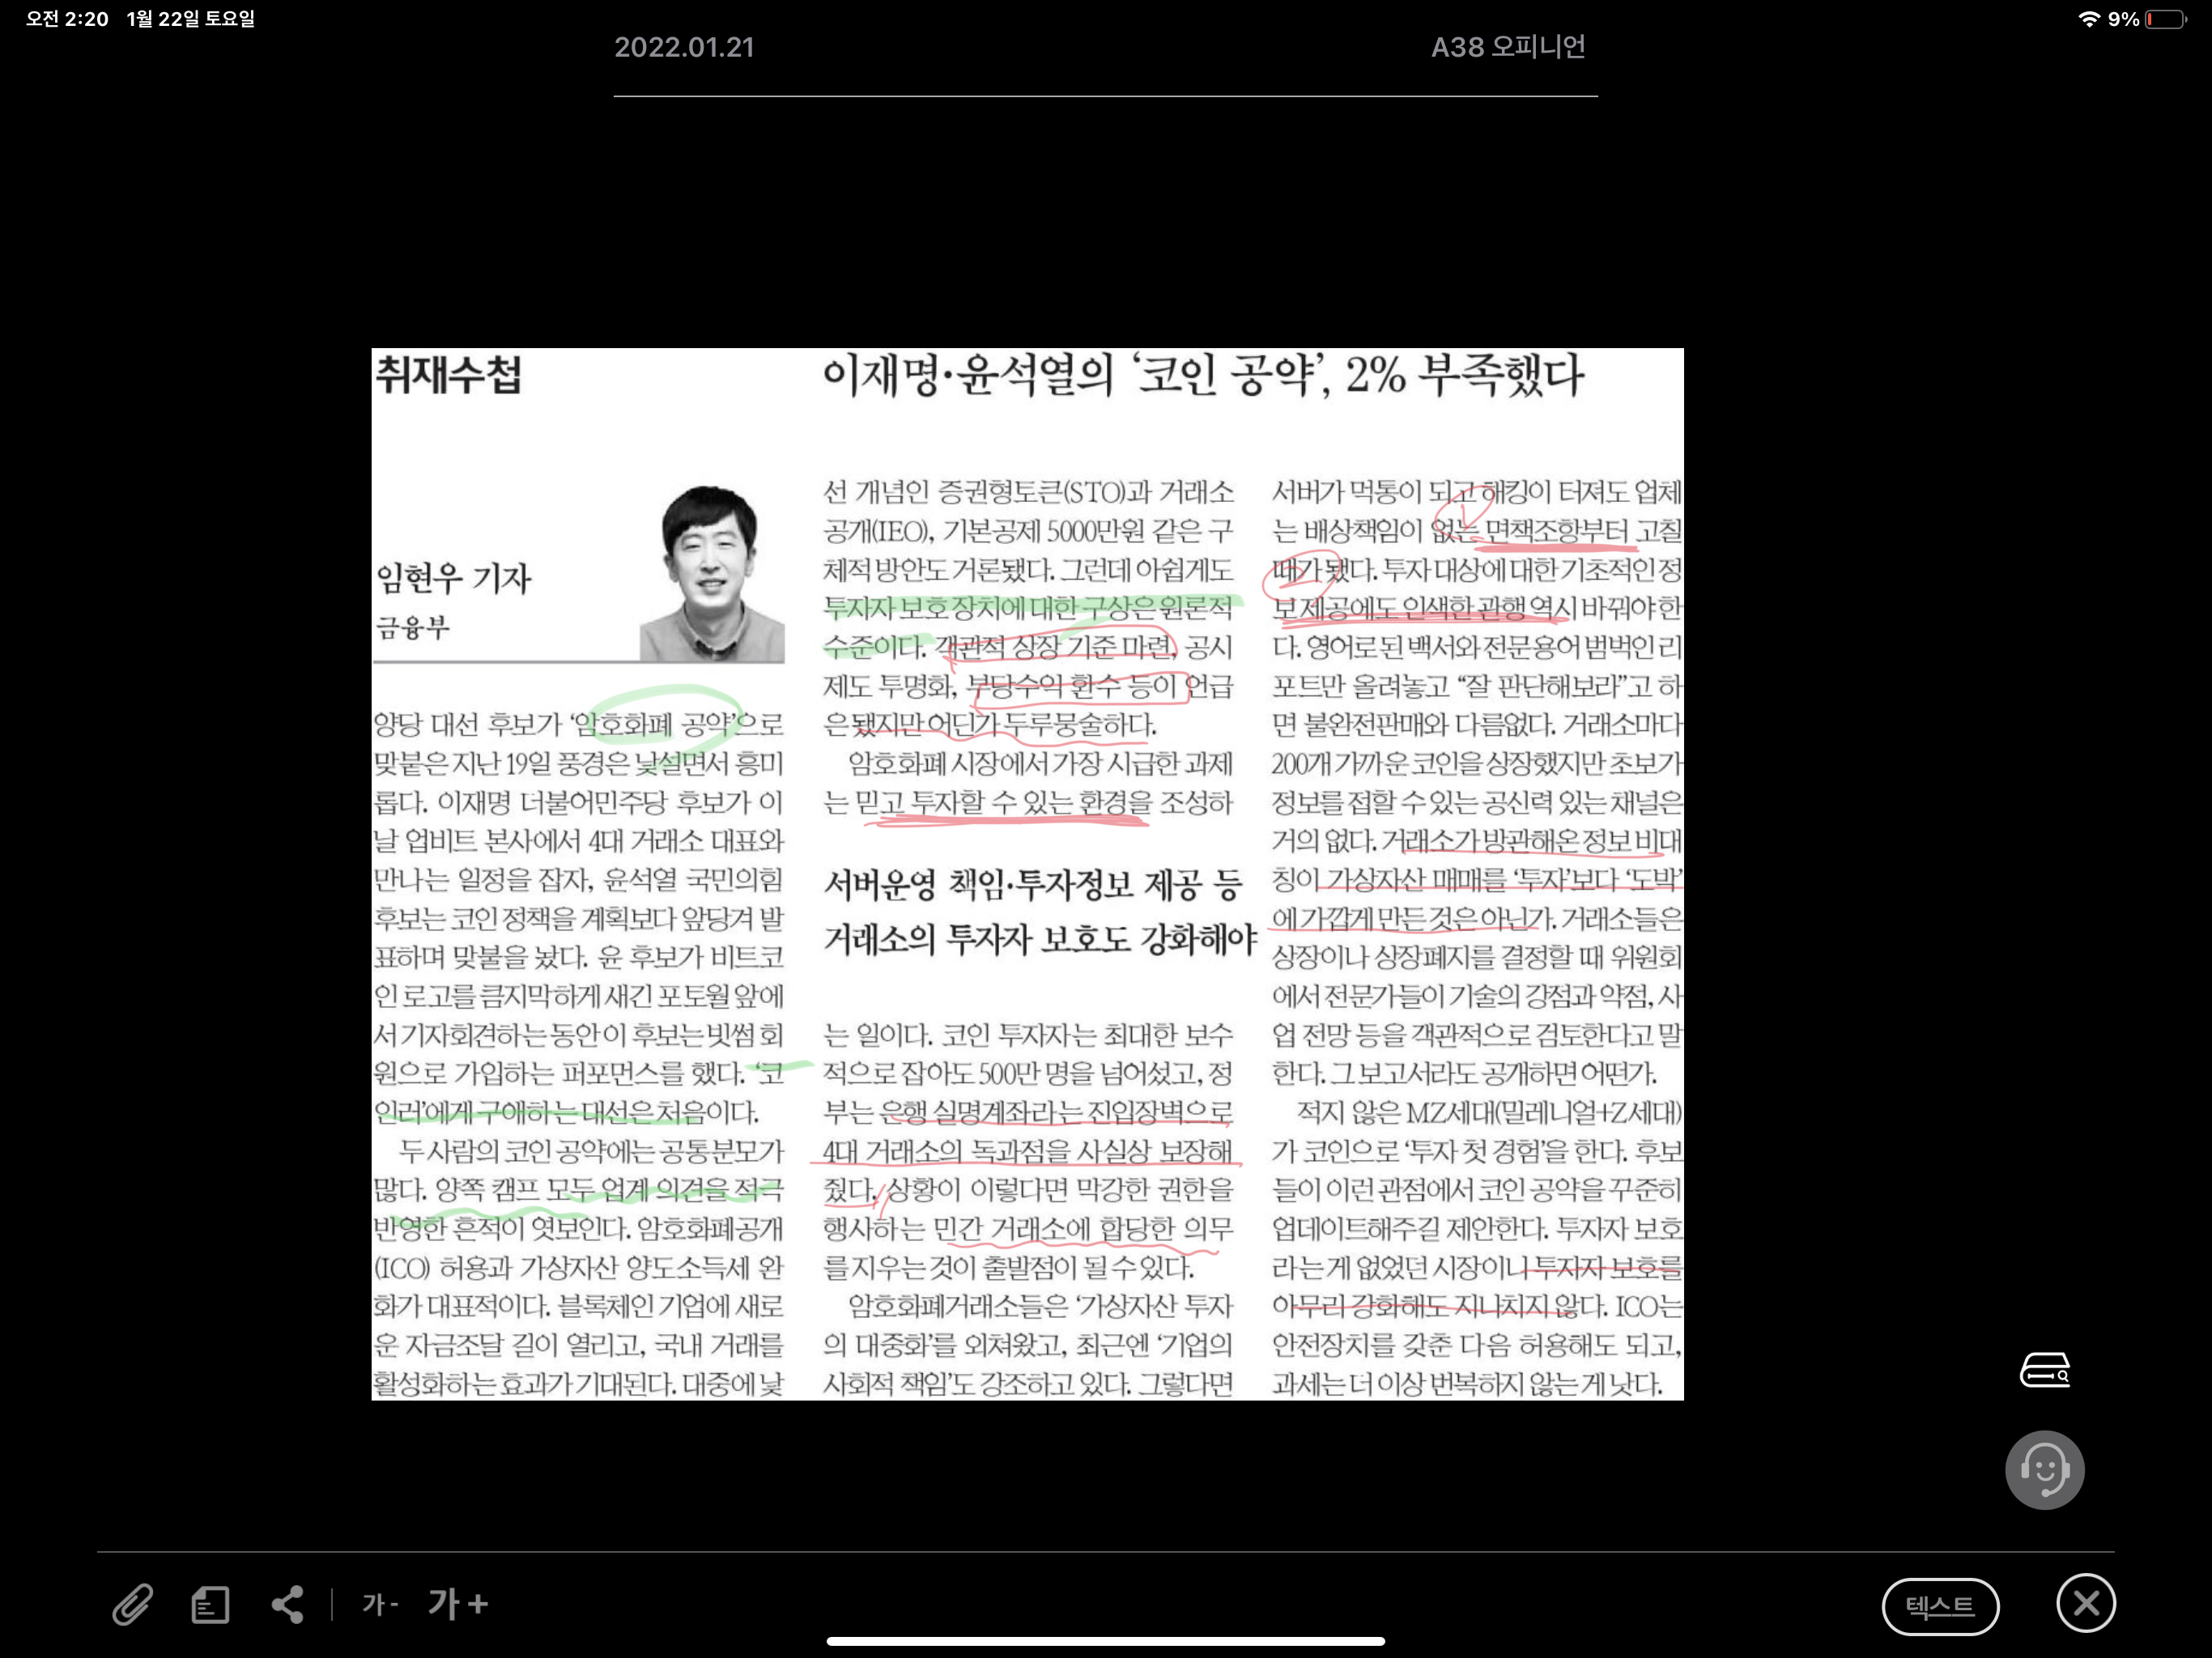 오전 2:20 1월 22일 토요일
9%
2022.01.21
A38 오피니언
취재수첩
이재명·윤석열의 ‘코인 공약’, 2% 부족했다
임현우 기자
금융부
양당 대선 후보가 ‘암호화폐 공약’으로
맞붙은 지난 19일 풍경은 낯설면서 흥미
롭다. 이재명 더불어민주당 후보가 이
날 업비트 본사에서 4대 거래소 대표와
만나는 일정을 잡자, 윤석열 국민의힘
후보는 코인 정책을 계획보다 앞당겨 발
표하며 맞불을 놨다. 윤 후보가 비트코
인 로고를 큼지막하게 새긴 포토월 앞에
서 기자회견하는 동안 이 후보는 빗썸 회
원으로 가입하는 퍼포먼스를 했다. ‘코
인러’에게 구애하는 대선은 처음이다.
두 사람의 코인 공약에는 공통분모가
많다. 양쪽 캠프 모두 업계 의견을 적극
반영한 흔적이 엿보인다. 암호화폐공개
(ICO) 허용과 가상자산 양도소득세 완
화가 대표적이다. 블록체인 기업에 새로
운 자금조달 길이 열리고, 국내 거래를
활성화하는 효과가 기대된다. 대중에 낯
선 개념인 증권형토큰(STO)과 거래소
공개(IEO), 기본공제 5000만원 같은 구
체적 방안도 거론됐다. 그런데 아쉽게도
투자자 보호 장치에 대한 구상은 원론적
수준이다. 객관적 상장 기준 마련, 공시
제도 투명화, 부당수익 환수 등이 언급
은 됐지만 어딘가 두루뭉술하다.
암호화폐 시장에서 가장 시급한 과제
는 믿고 투자할 수 있는 환경을 조성하
서버운영 책임·투자정보 제공 등
거래소의 투자자 보호도 강화해야
는 일이다. 코인 투자자는 최대한 보수
적으로 잡아도 500만 명을 넘어섰고, 정
부는 은행 실명계좌라는 진입장벽으로
4대 거래소의 독과점을 사실상 보장해
줬다. 상황이 이렇다면 막강한 권한을
행사하는 민간 거래소에 합당한 의무
를 지우는 것이 출발점이 될 수 있다.
암호화폐거래소들은 ‘가상자산 투자
의 대중화’를 외쳐왔고, 최근엔 ‘기업의
사회적 책임’도 강조하고 있다. 그렇다면
서버가 먹통이 되고 해킹이 터져도 업체
는 배상책임이 없는 면책조항부터 고칠
때가 됐다. 투자 대상에 대한 기초적인 정
보 제공에도 인색한 관행 역시 바꿔야 한
다. 영어로 된 백서와 전문용어 범벅인 리
포트만 올려놓고 “잘 판단해보라”고 하
면 불완전판매와 다름없다. 거래소마다
200개 가까운 코인을 상장했지만 초보가
정보를 접할 수 있는 공신력 있는 채널은
거의 없다. 거래소가 방관해온 정보 비대
칭이 가상자산 매매를 ‘투자’보다 ‘도박’
에 가깝게 만든 것은 아닌가. 거래소들은
상장이나 상장폐지를 결정할 때 위원회
에서 전문가들이 기술의 강점과 약점, 사
업 전망 등을 객관적으로 검토한다고 말
한다. 그 보고서라도 공개하면 어떤가.
적지 않은 MZ세대(밀레니얼+Z세대)
가 코인으로 ‘투자 첫 경험’을 한다. 후보
들이 이런 관점에서 코인 공약을 꾸준히
업데이트해주길 제안한다. 투자자 보호
라는 게 없었던 시장이니 투자자 보호를
아무리 강화해도 지나치지 않다. ICO는
안전장치를 갖춘 다음 허용해도 되고,
과세는 더 이상 번복하지 않는 게 낫다.
1
2
가 - 가 +
텍스트